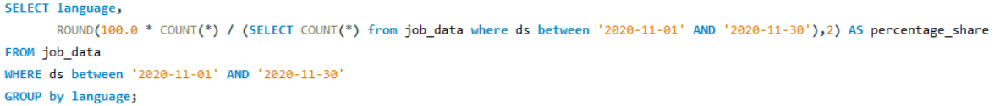 SELECT language,
ROUND(100.0 * COUNT(*) / (SELECT COUNT(*) from job_data where ds between '2020-11-01' AND '2020-11-30'),2) AS percentage_share
FROM job_data
WHERE ds between '2020-11-01' AND '2020-11-30'
GROUP by language;